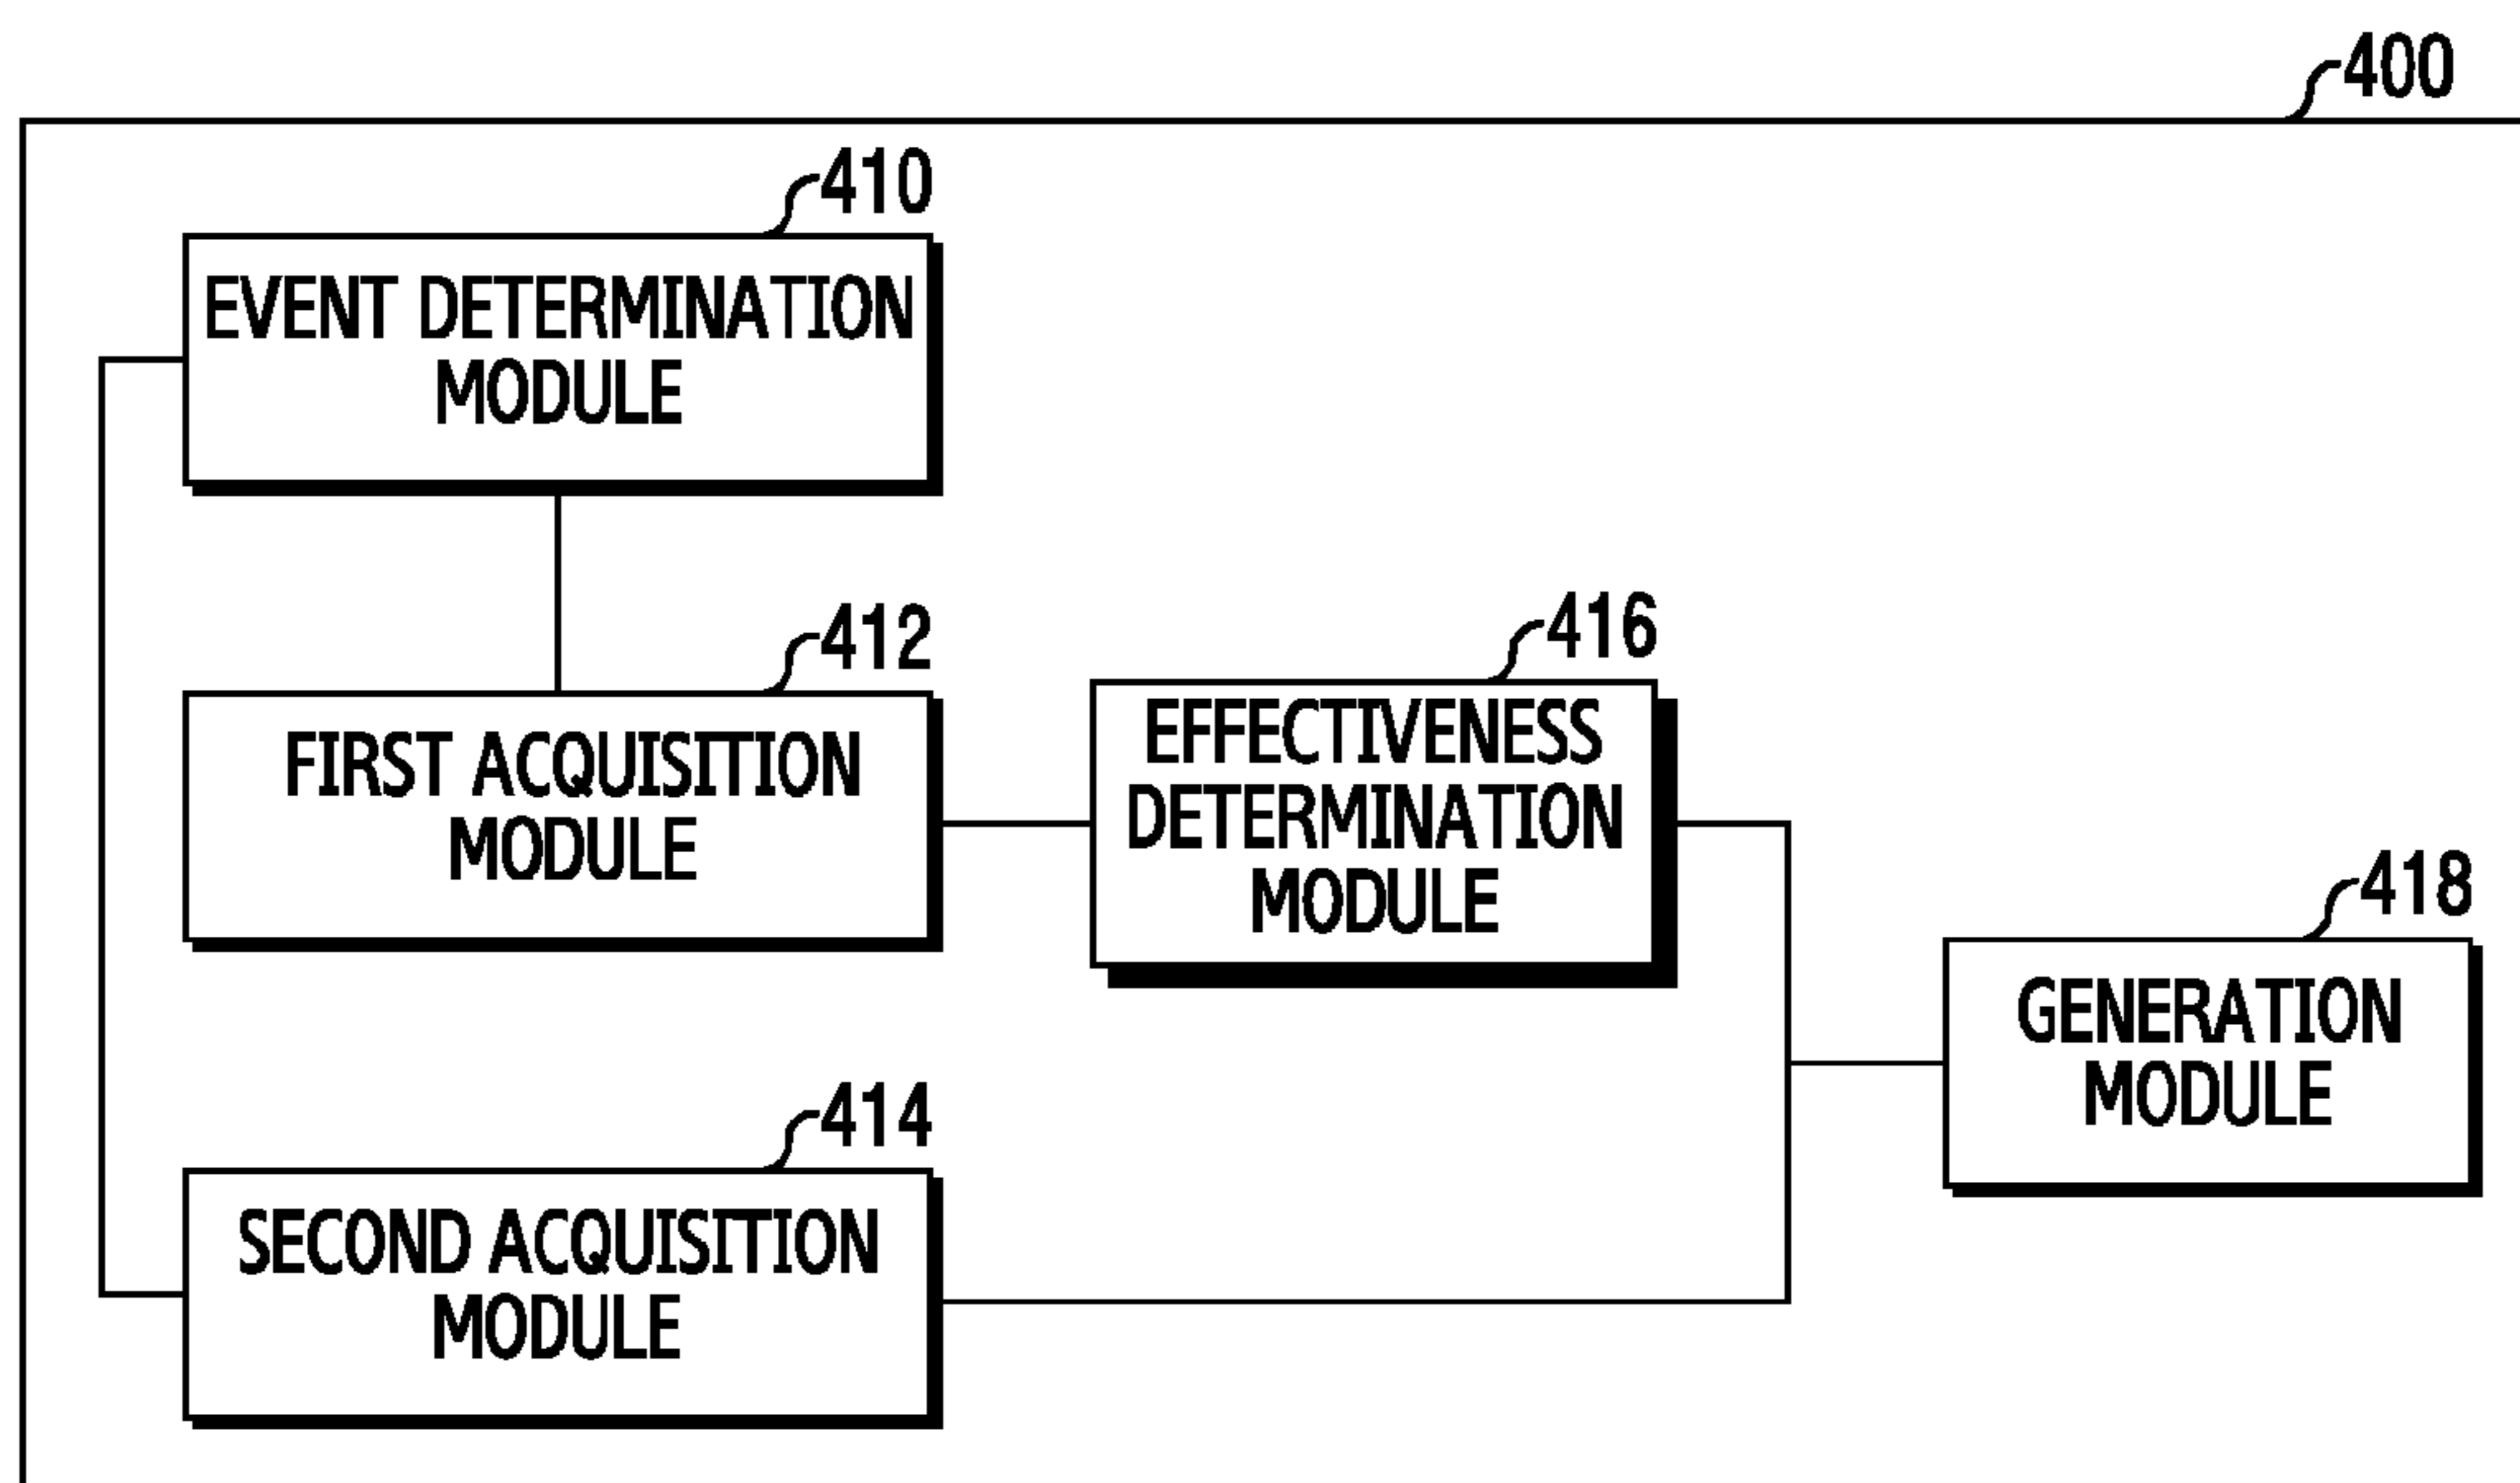 400
410
EVENT DETERMINATION
MODULE
412
FIRST ACQUISITION
MODULE
416
EFFECTIVENESS
DETERMINATION
MODULE
418
GENERATION
MODULE
414
SECOND ACQUISITION
MODULE